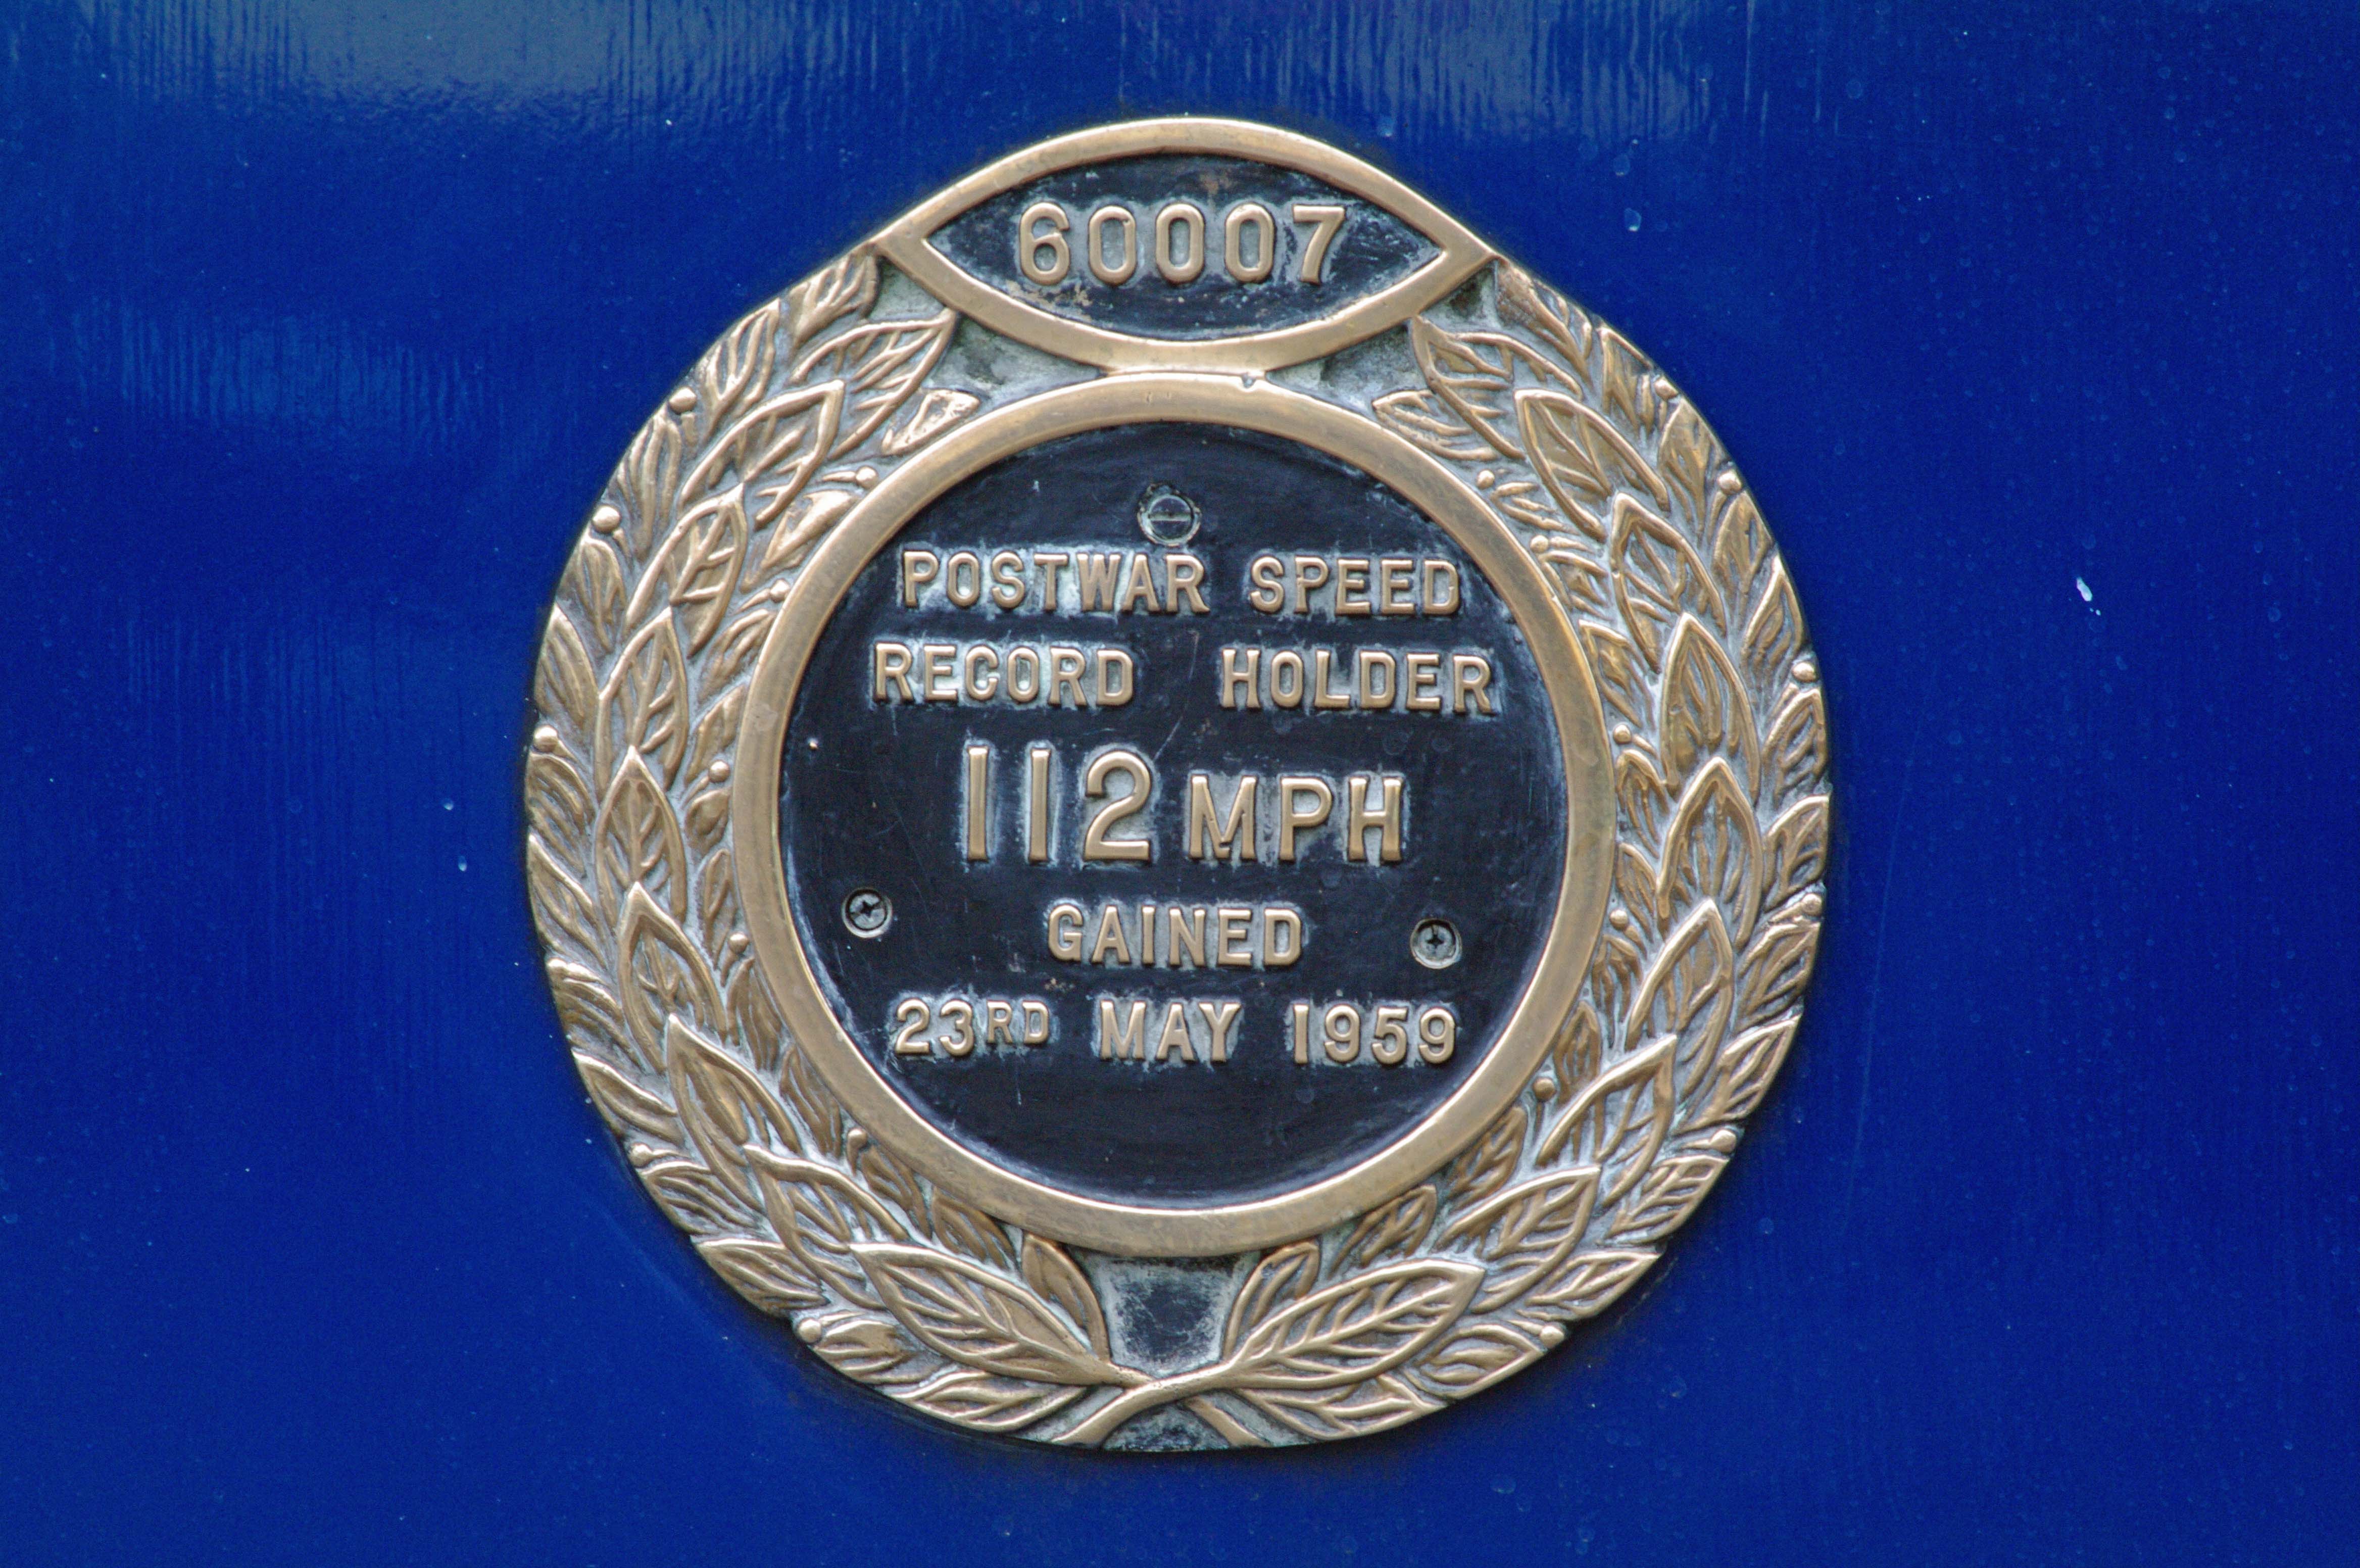 60007
POSTWAR SPEED
RECORD HOLDER
112 MPH
GAINED
23RD MAY 1959